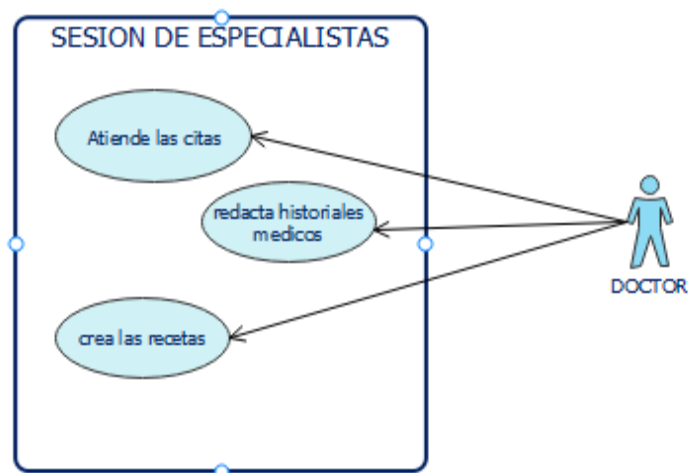 SESION DE ESPECIALISTAS
Atiende las citas
redacta historiales
medicos
DOCTOR
crea las recetas